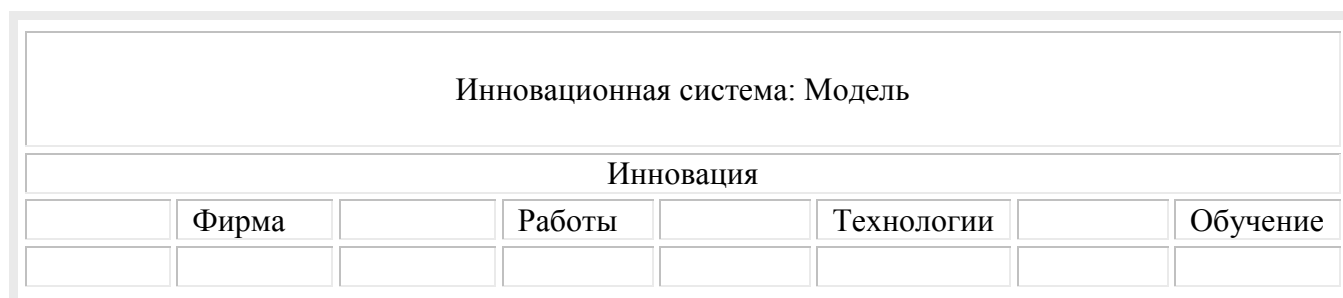 Инновационная система: Модель
Инновация
Фирма Работы Технологии Обучение